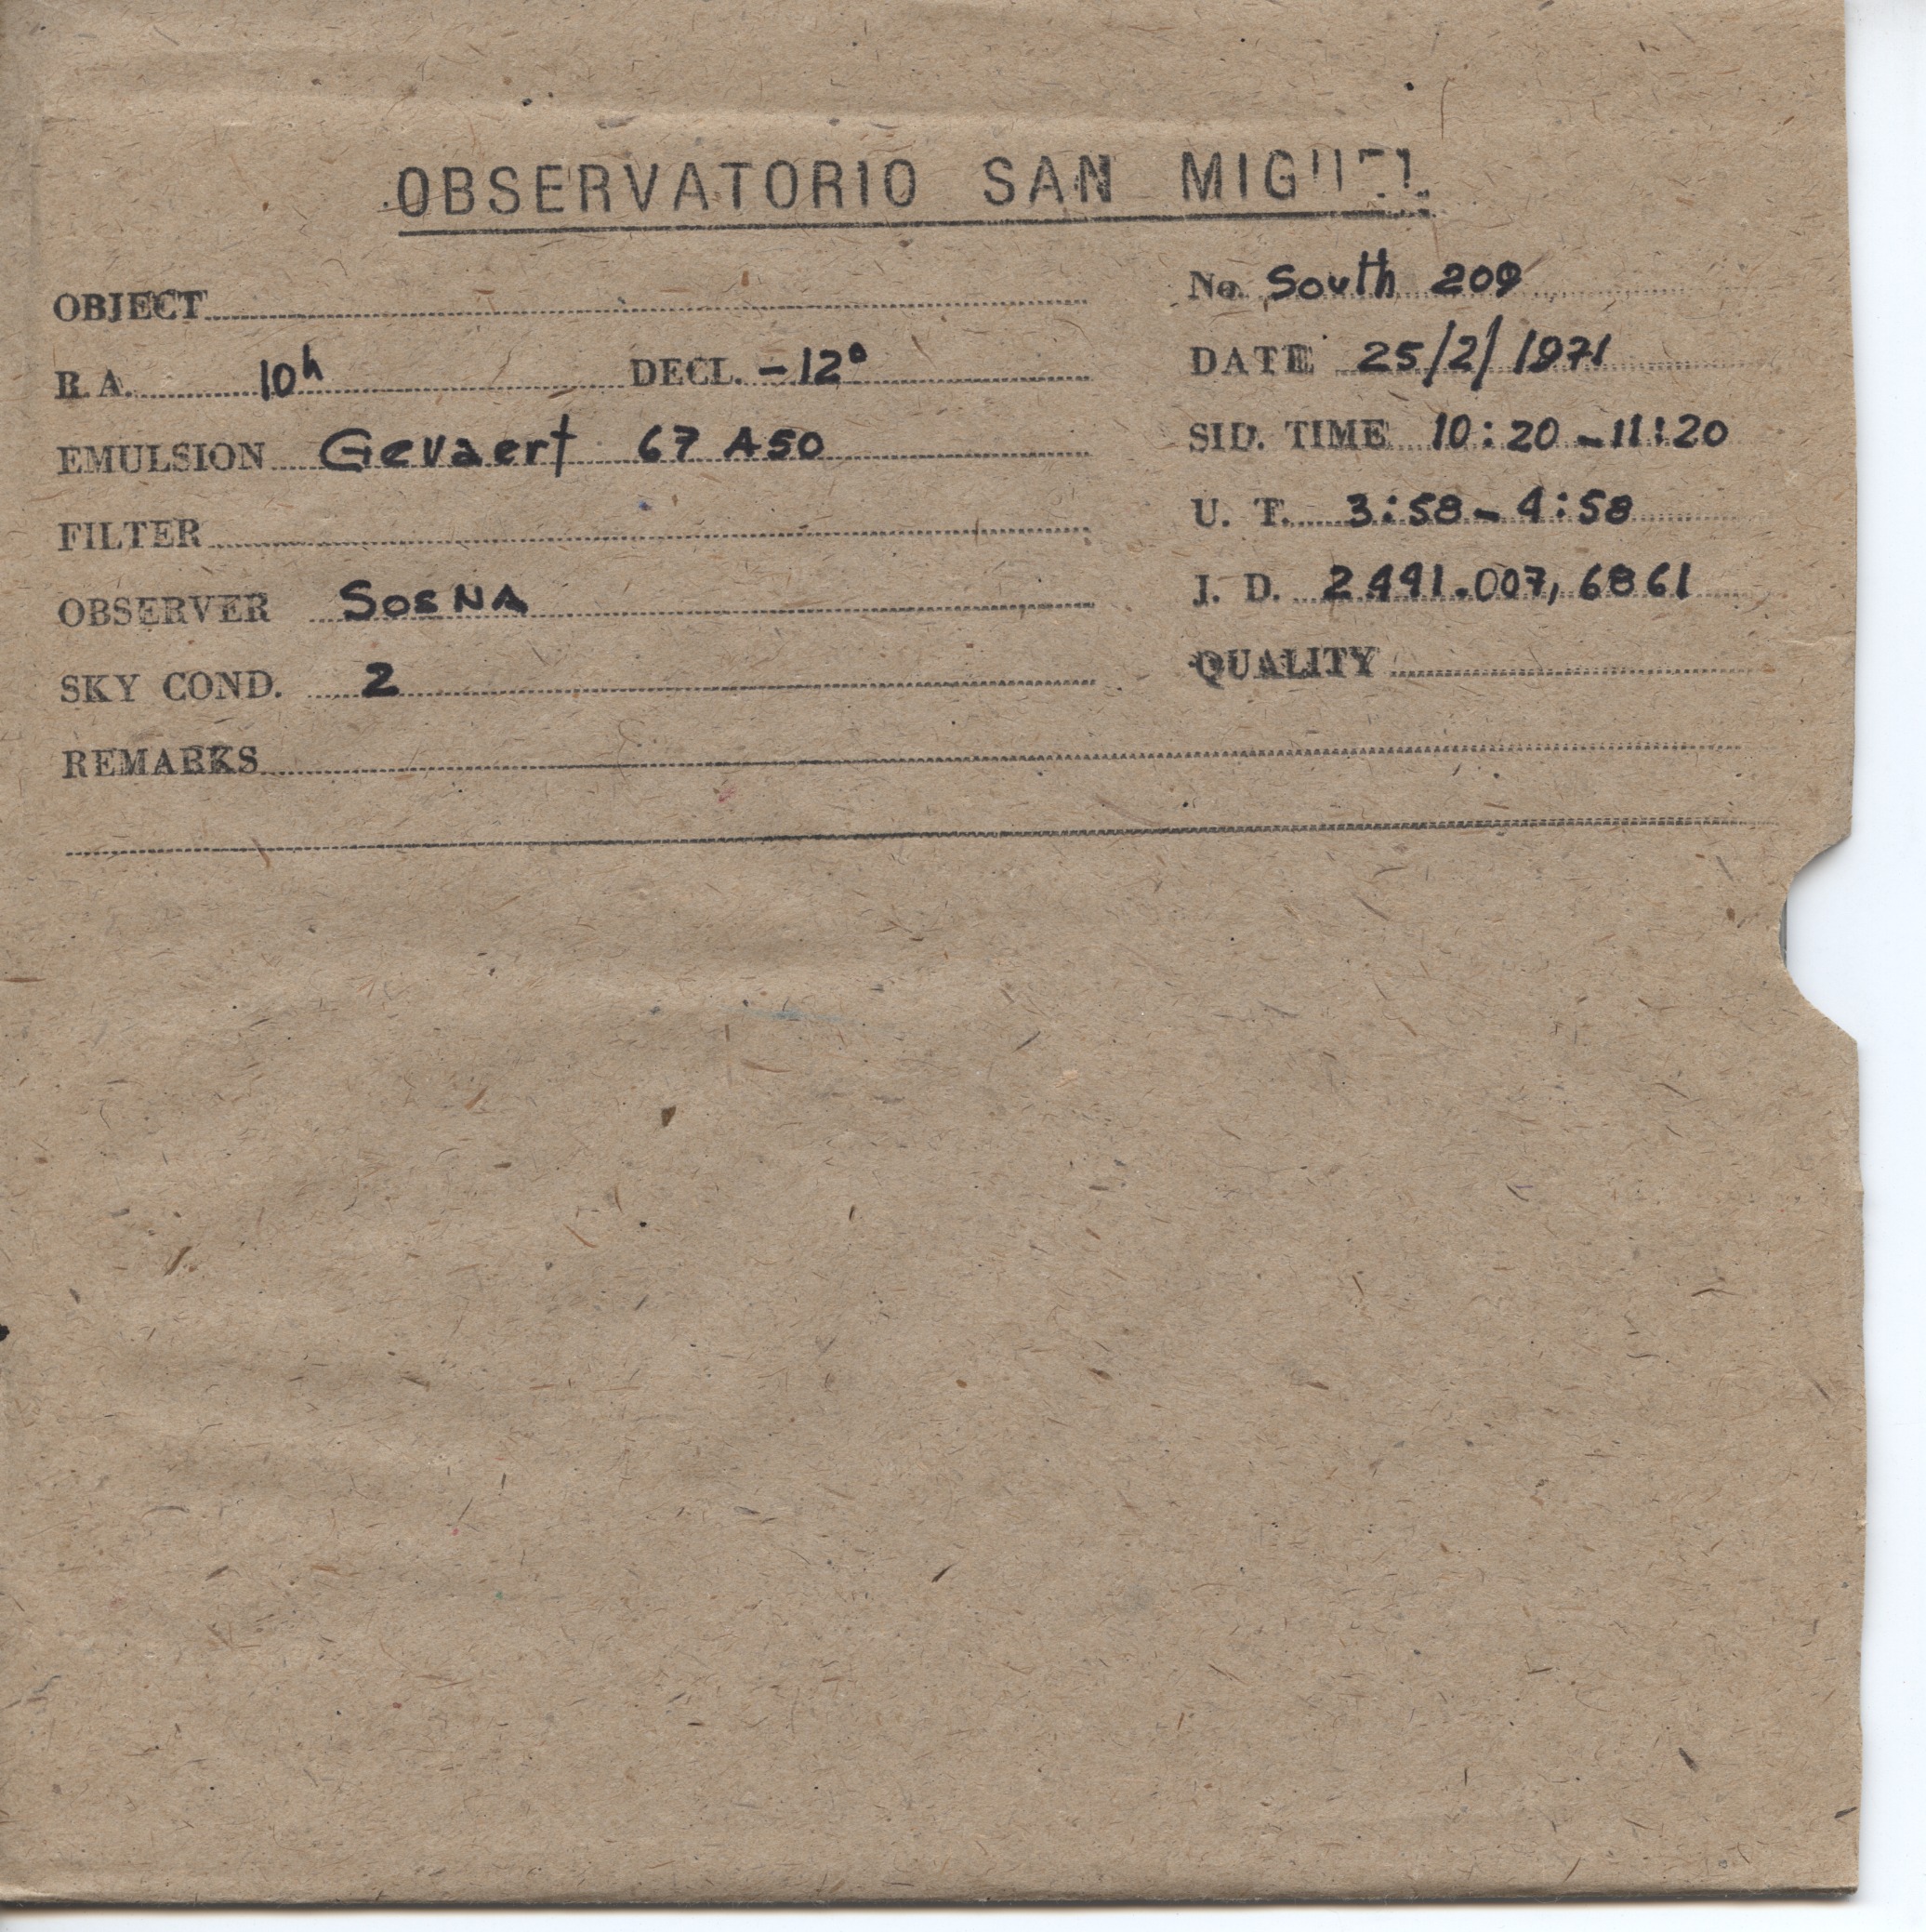 OBSERVATORIO SAN MIGUEL
OBJECT
No. South 209
R.A. 10h DECL. -12°
DATE 25/2/1971
EMULSION Gevaert 67 A50
SID. TIME 10:20 - 11:20
FILTER
U. T. 3:58 - 4:58
OBSERVER SosNA
J. D. 2441.007,6861
SKY COND. 2
QUALITY
REMARKS